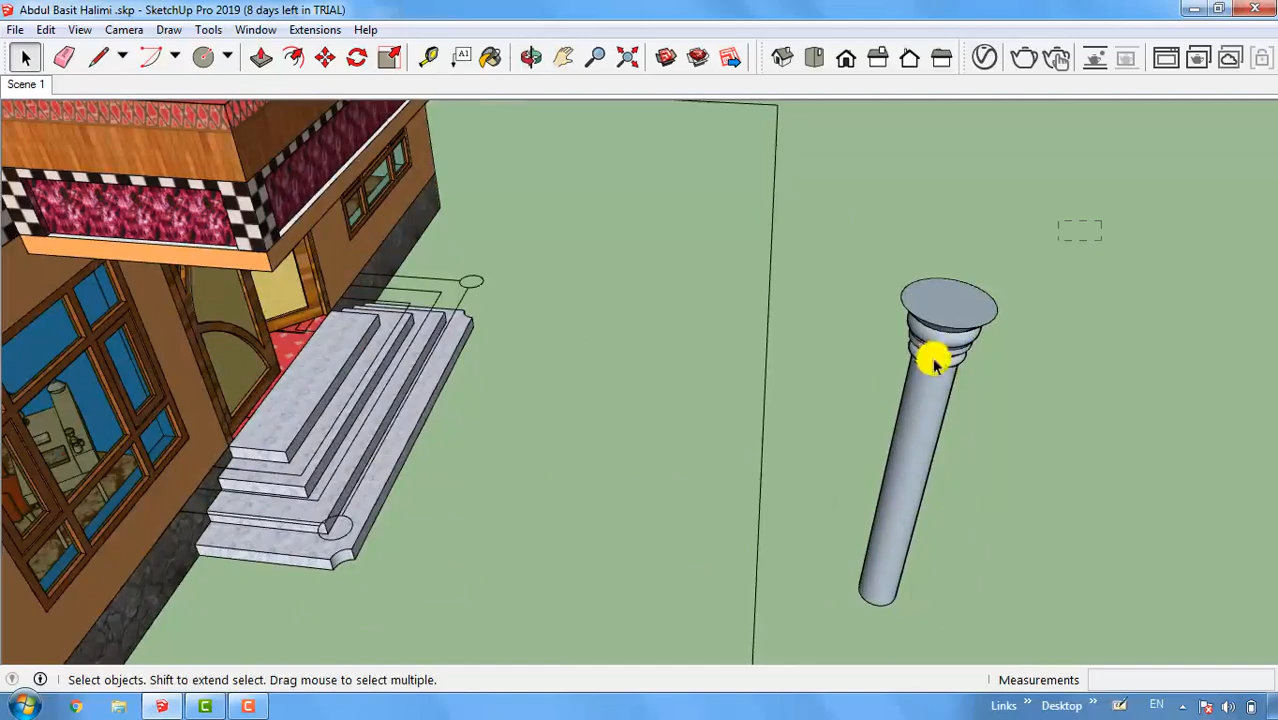 Abdul Basit Halimi .skp - SketchUp Pro 2019 (8 days left in TRIAL)
File Edit View Camera Draw Tools Window Extensions Help
A1
Scene 1
Select objects. Shift to extend select. Drag mouse to select multiple.
Measurements
Links » Desktop » EN